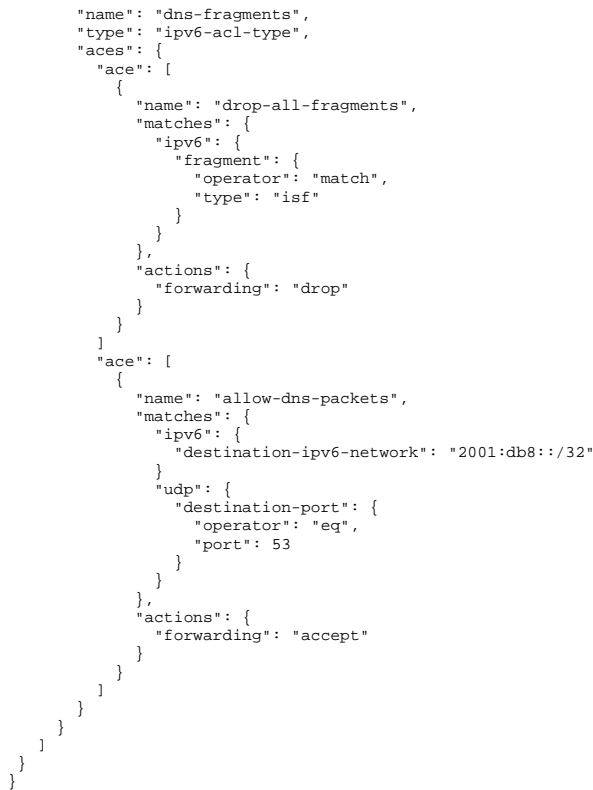 "name": "dns-fragments",
"type": "ipv6-acl-type",
"aces": {
"ace": [
{
"name": "drop-all-fragments",
"matches": {
"ipv6": {
"fragment": {
"operator": "match",
"type": "isf"
}
}
},
"actions": {
"forwarding": "drop"
}
}
]
"ace": [
{
"name": "allow-dns-packets",
"matches": {
"ipv6": {
"destination-ipv6-network": "2001:db8::/32"
}
"udp": {
"destination-port": {
"operator": "eq",
"port": 53
}
}
},
"actions": {
"forwarding": "accept"
}
}
]
}
}
]
}
}